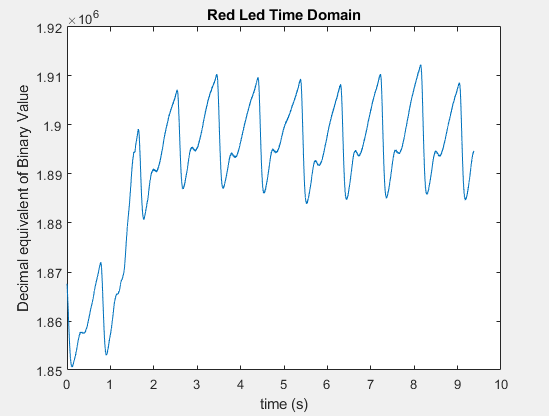 Red Led Time Domain
×10⁶
1.92
1.91
1.9
1.89
1.88
1.87
1.86
1.85
Decimal equivalent of Binary Value
0 1 2 3 4 5 6 7 8 9 10
time (s)